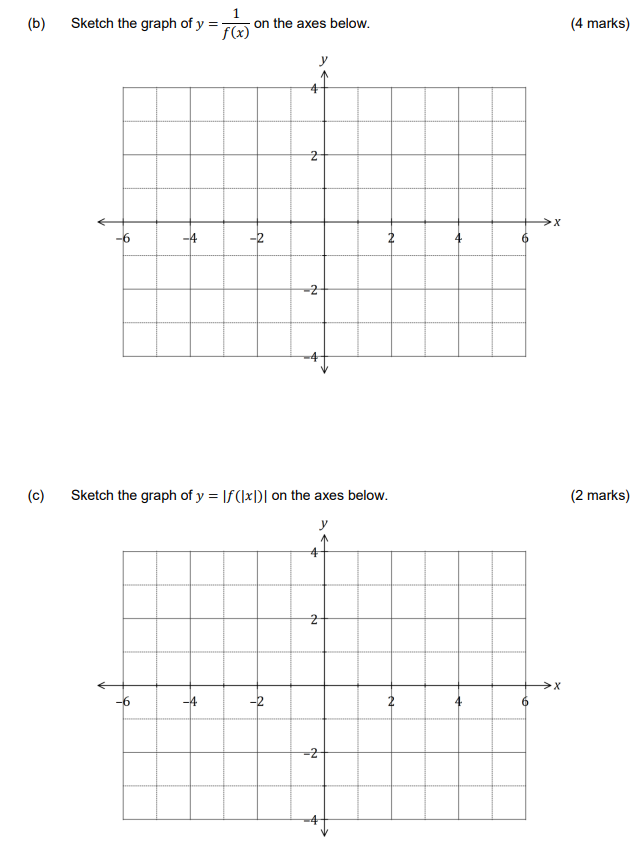 (b) Sketch the graph of y = 1/f(x) on the axes below. (4 marks)
y
4
2
x
−6 −4 −2 2 4 6
−2
−4
(c) Sketch the graph of y = |f(|x|)| on the axes below. (2 marks)
y
4
2
x
−6 −4 −2 2 4 6
−2
−4